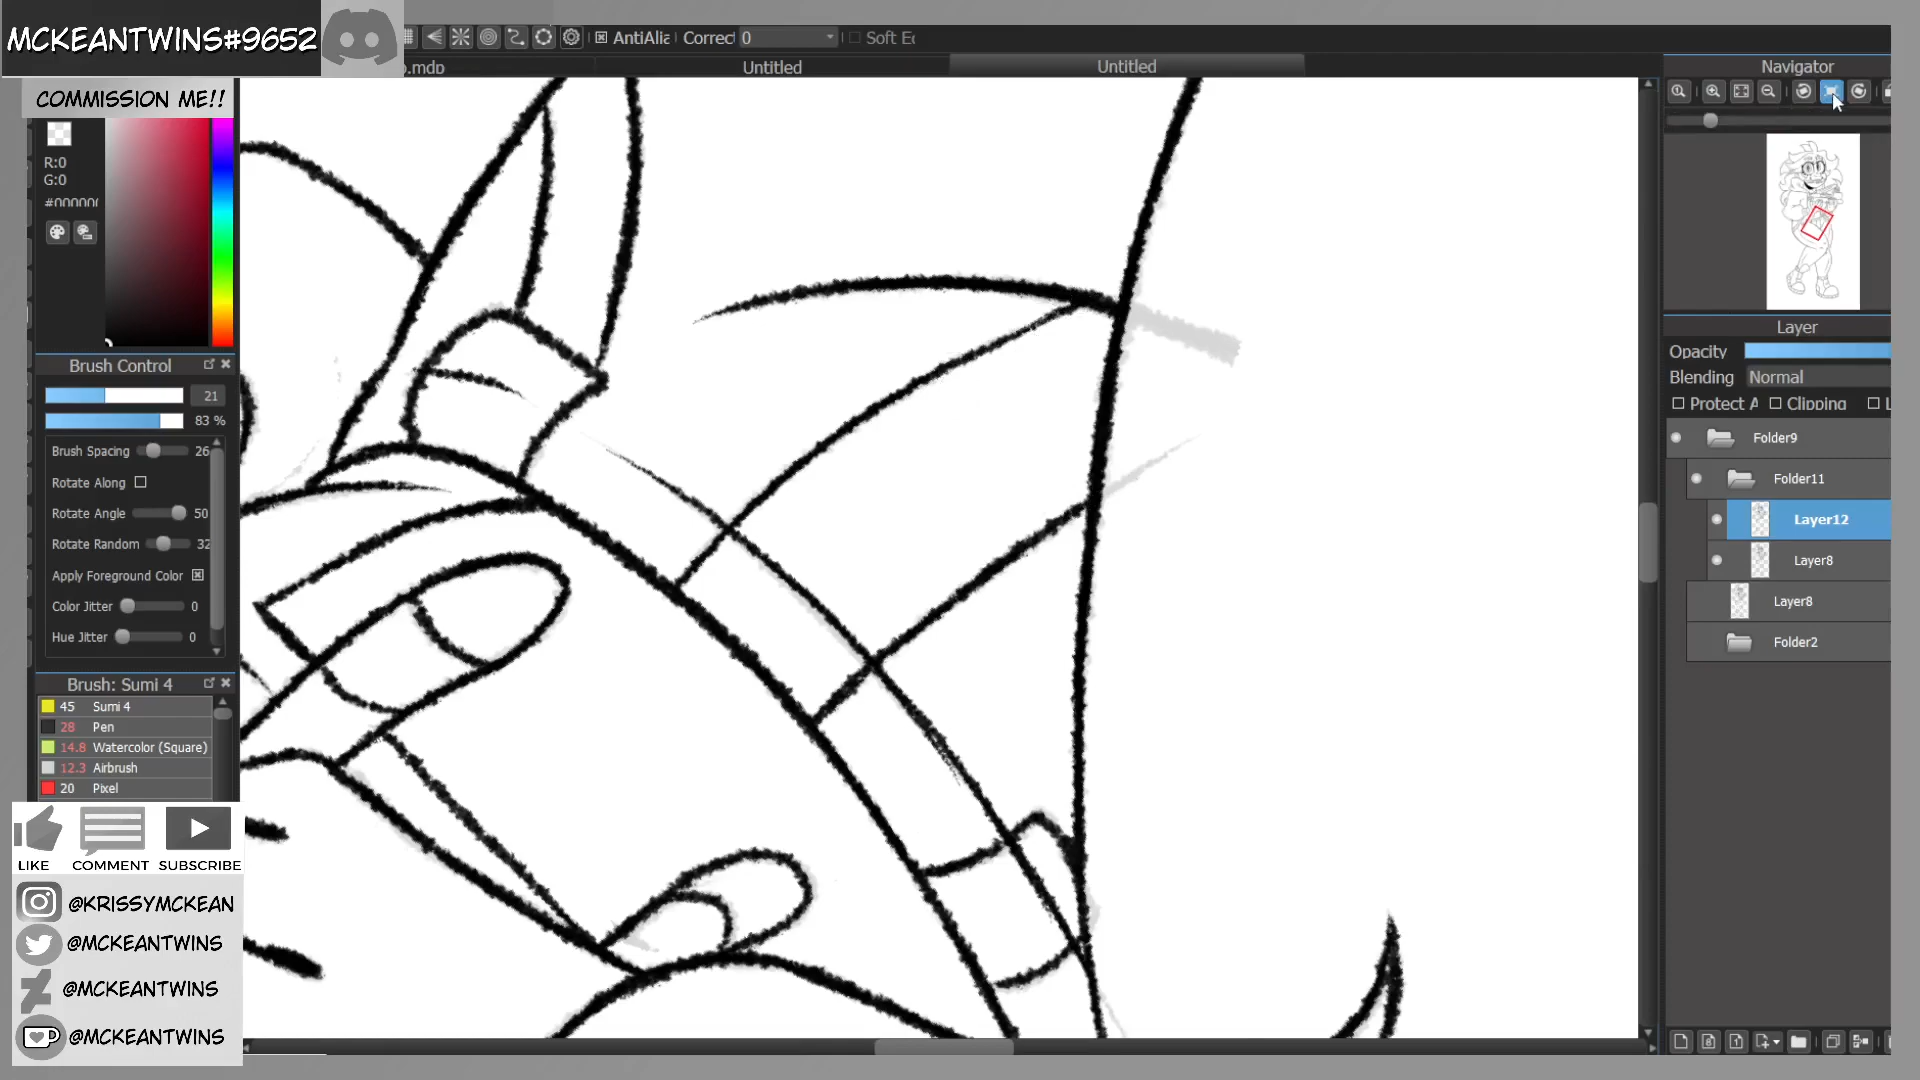 MCKEANTWINS#9652
COMMISSION ME!!
AntiAlia
Correct
0
Soft Ec
.mdp
Untitled
Untitled
R:0
G:0
#000000
Brush Control
21
83 %
Brush Spacing 26
Rotate Along
Rotate Angle 50
Rotate Random 32
Apply Foreground Color
Color Jitter 0
Hue Jitter 0
Brush: Sumi 4
45 Sumi 4
28 Pen
14.8 Watercolor (Square)
12.3 Airbrush
20 Pixel
LIKE COMMENT SUBSCRIBE
@KRISSYMCKEAN
@MCKEANTWINS
@MCKEANTWINS
@MCKEANTWINS
Navigator
Layer
Opacity
Blending Normal
Protect A Clipping L
Folder9
Folder11
Layer12
Layer8
Layer8
Folder2